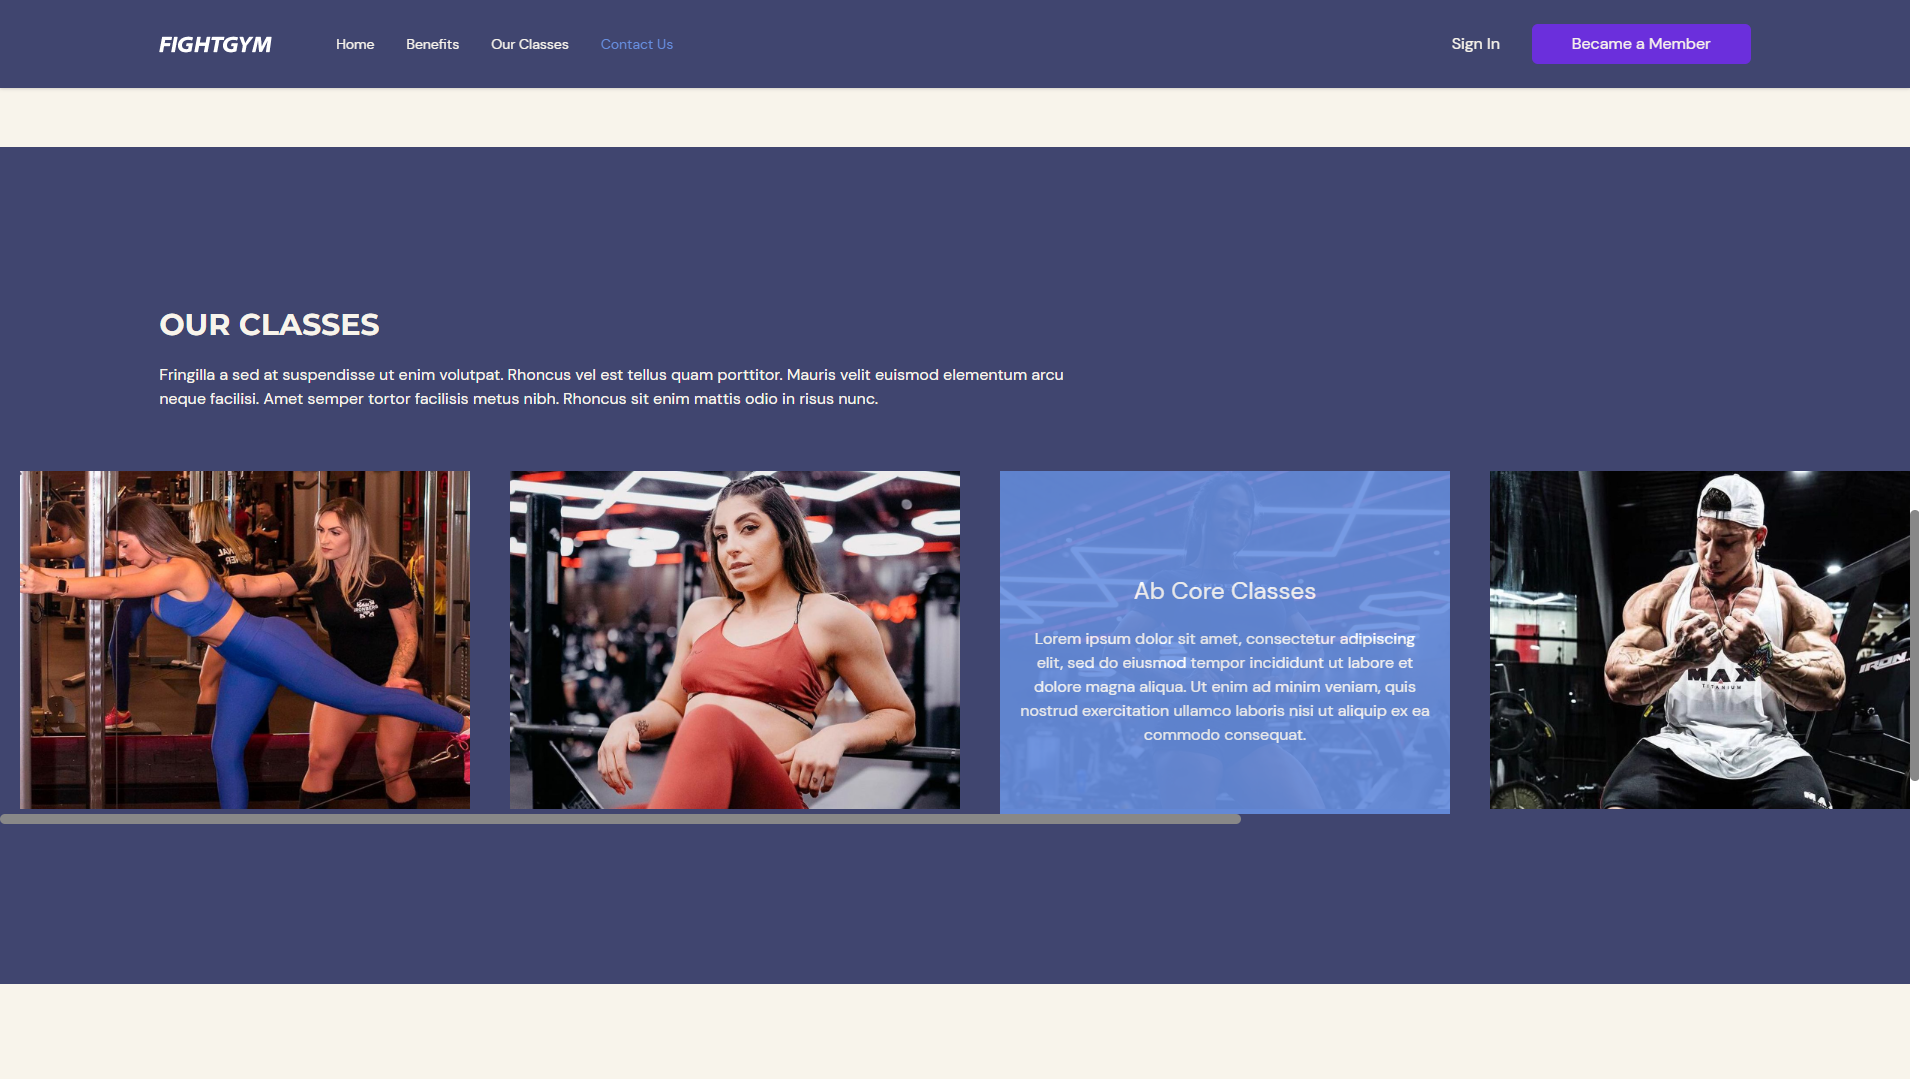 FIGHTGYM
Home Benefits Our Classes Contact Us
Sign In Became a Member
OUR CLASSES
Fringilla a sed at suspendisse ut enim volutpat. Rhoncus vel est tellus quam porttitor. Mauris velit euismod elementum arcu
neque facilisi. Amet semper tortor facilisis metus nibh. Rhoncus sit enim mattis odio in risus nunc.
Ab Core Classes
Lorem ipsum dolor sit amet, consectetur adipiscing
elit, sed do eiusmod tempor incididunt ut labore et
dolore magna aliqua. Ut enim ad minim veniam, quis
nostrud exercitation ullamco laboris nisi ut aliquip ex ea
commodo consequat.
MAX
TITANIUM
IRON